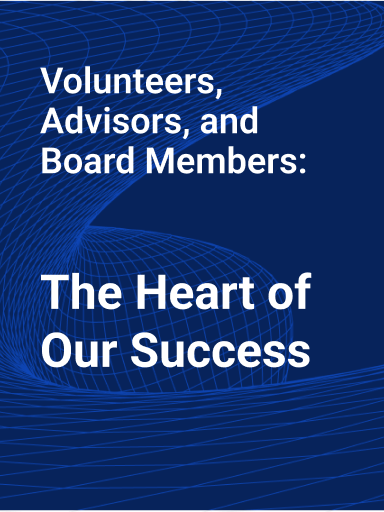 Volunteers,
Advisors, and
Board Members:
The Heart of
Our Success